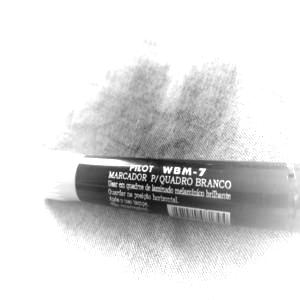 PILOT WBM-7
MARCADOR P/ QUADRO BRANCO
Usar em quadros de laminado melamínico brilhante
Guardar na posição horizontal.